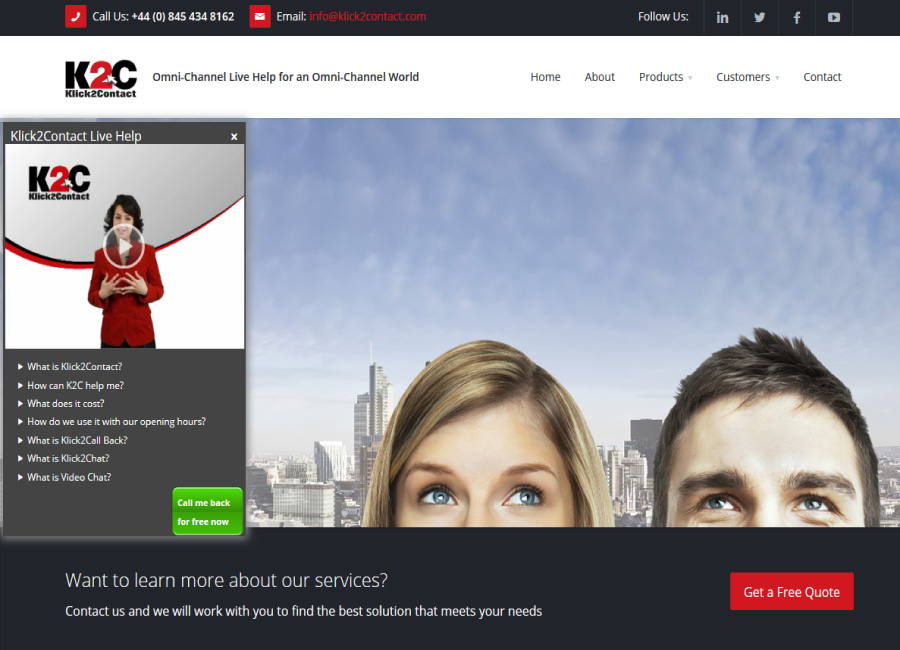 Call Us: +44 (0) 845 434 8162 Email: info@klick2contact.com Follow Us:
K2C
Klick2Contact
Omni-Channel Live Help for an Omni-Channel World
Home About Products Customers Contact
Klick2Contact Live Help x
K2C
Klick2Contact
What is Klick2Contact?
How can K2C help me?
What does it cost?
How do we use it with our opening hours?
What is Klick2Call Back?
What is Klick2Chat?
What is Video Chat?
Call me back
for free now
Want to learn more about our services?
Contact us and we will work with you to find the best solution that meets your needs
Get a Free Quote